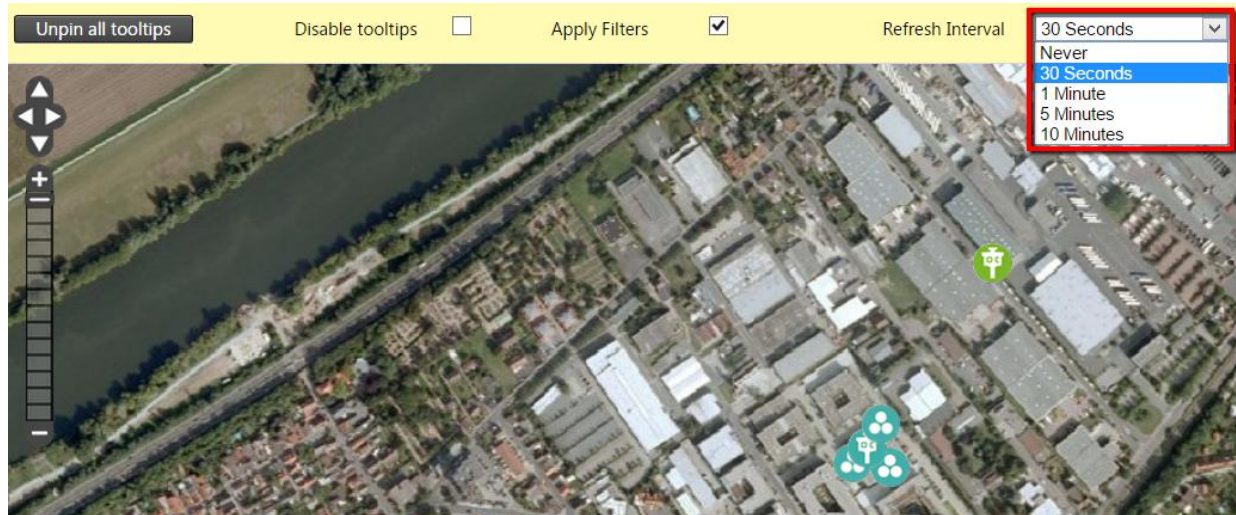 Unpin all tooltips Disable tooltips Apply Filters Refresh Interval 30 Seconds
Never
30 Seconds
1 Minute
5 Minutes
10 Minutes